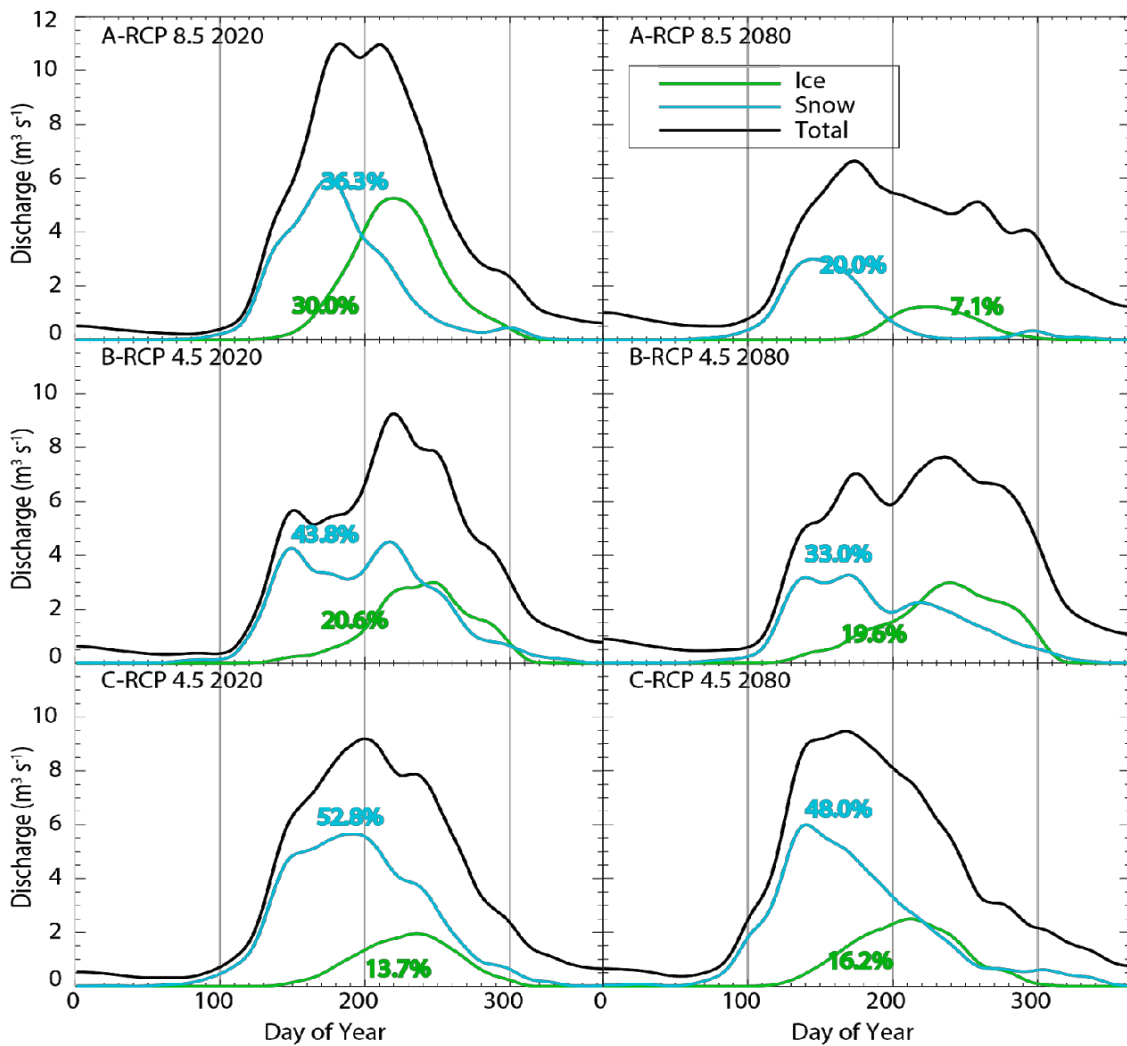 12
10
8
6
4
2
0
Discharge (m³ s⁻¹)
A-RCP 8.5 2020
36.3%
30.0%
A-RCP 8.5 2080
Ice
Snow
Total
20.0%
7.1%
10
8
6
4
2
0
Discharge (m³ s⁻¹)
B-RCP 4.5 2020
43.8%
20.6%
B-RCP 4.5 2080
33.0%
19.6%
10
8
6
4
2
0
Discharge (m³ s⁻¹)
C-RCP 4.5 2020
52.8%
13.7%
C-RCP 4.5 2080
48.0%
16.2%
0 100 200 300 0 100 200 300
Day of Year Day of Year